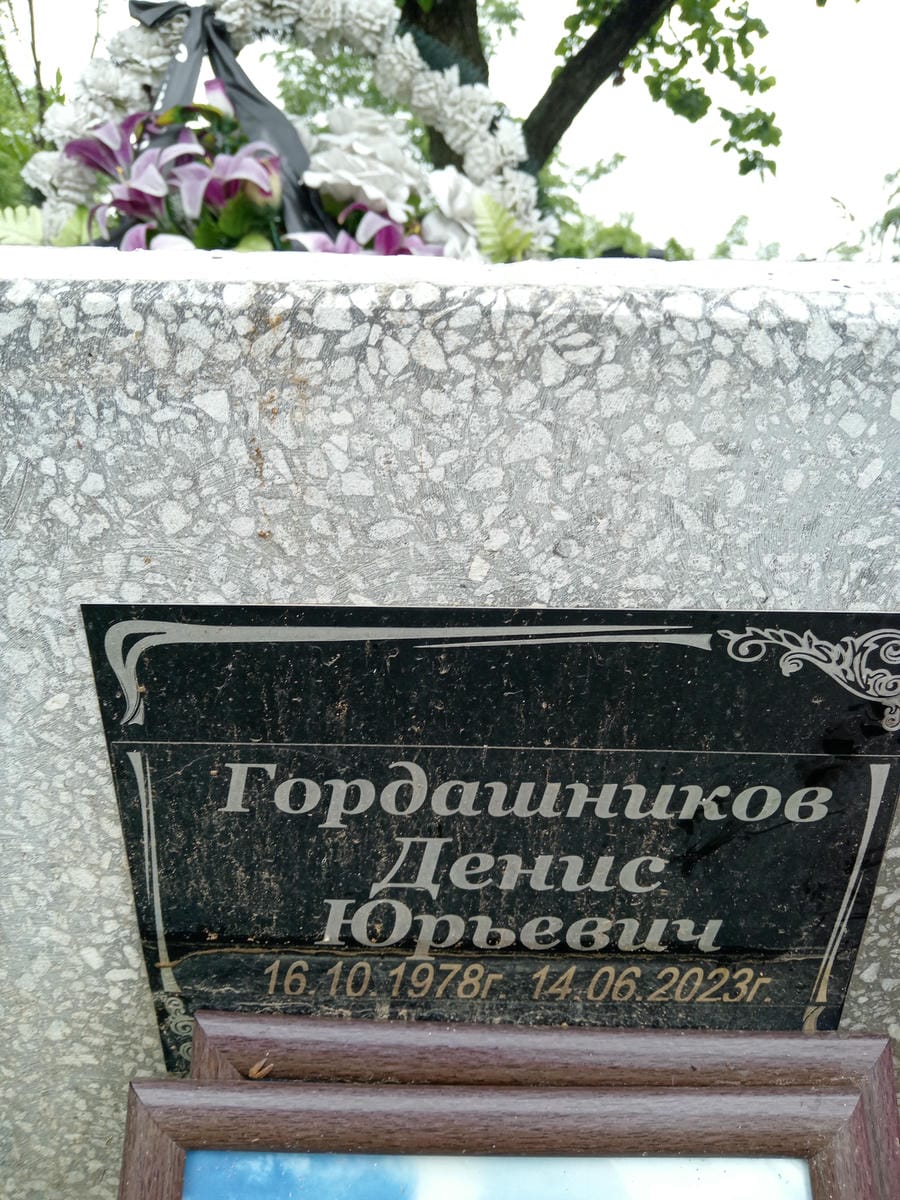 Гордашников
Денис
Юрьевич
16.10.1978г. 14.06.2023г.